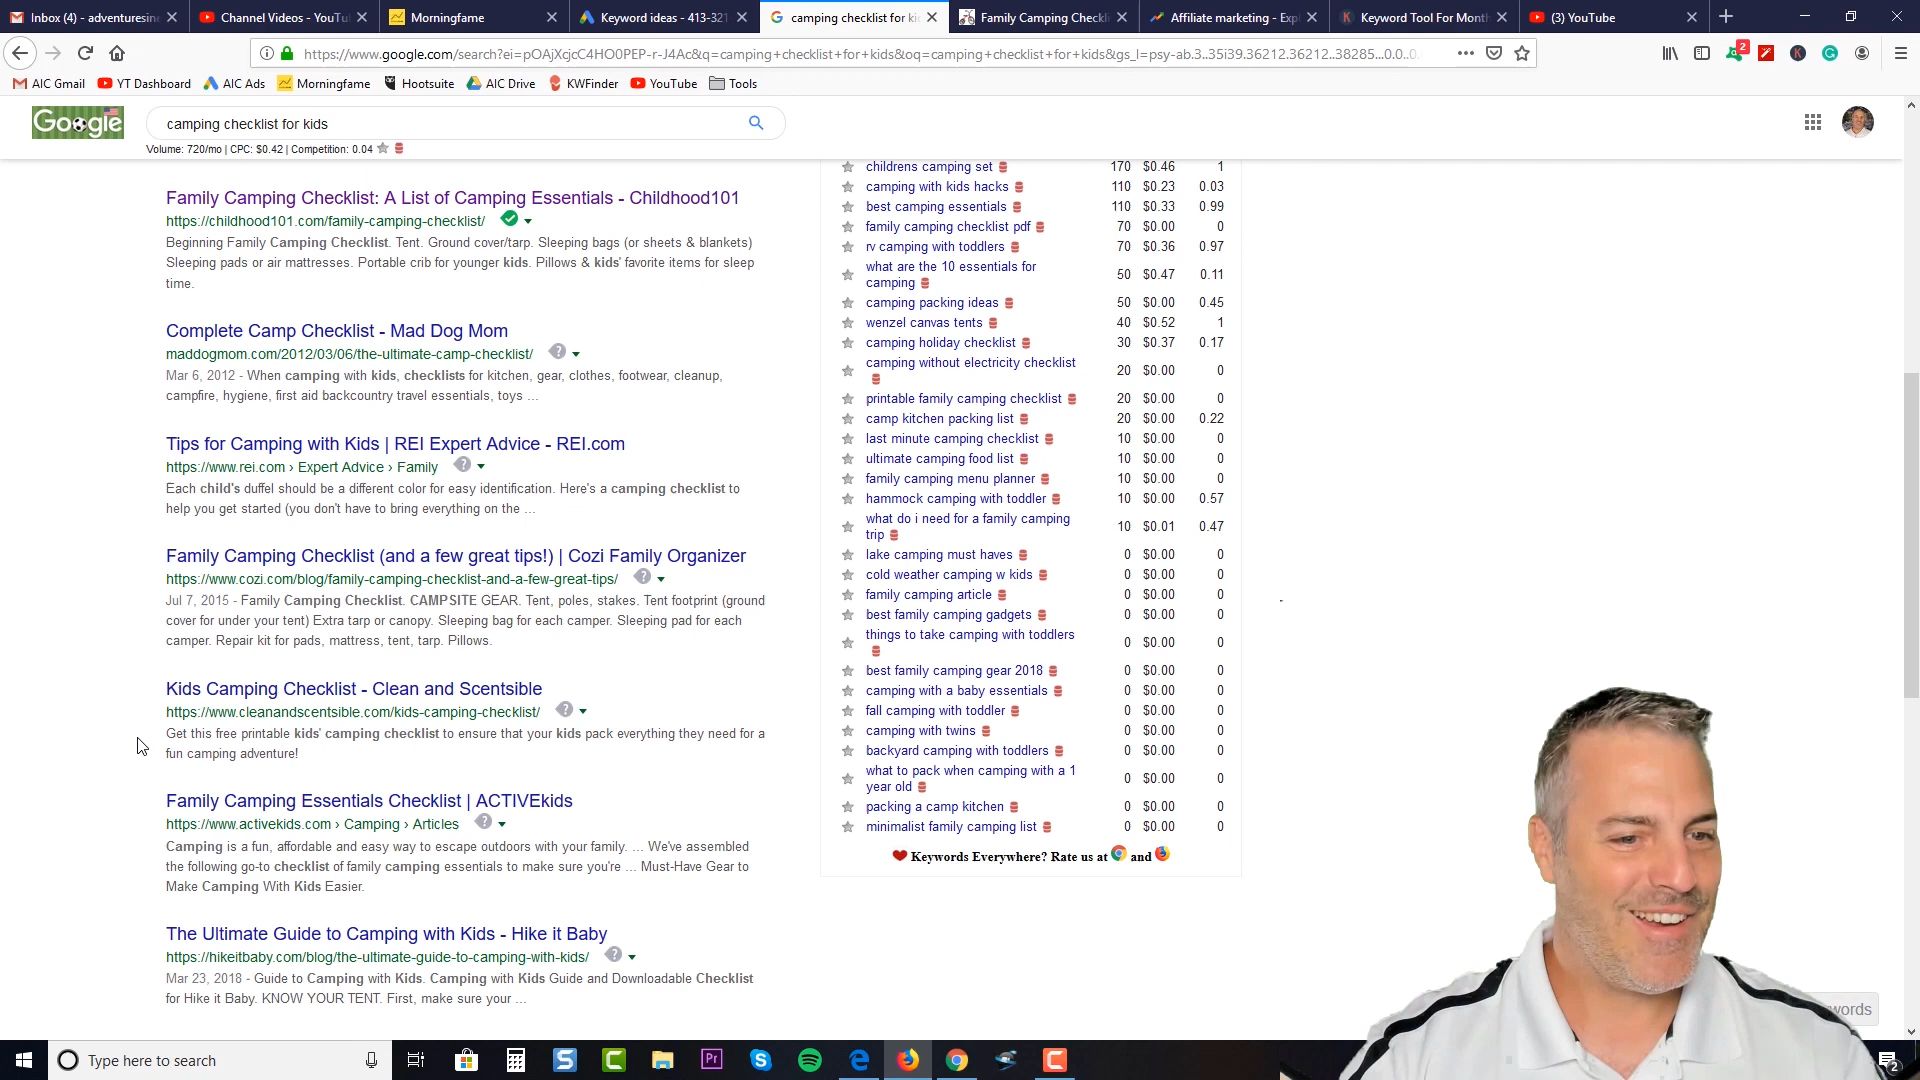 Inbox (4) - adventuresin
Channel Videos - YouTu
Morningfame
Keyword ideas - 413-321
camping checklist for ki
Family Camping Checkli
Affiliate marketing - Exp
Keyword Tool For Month
(3) YouTube
https://www.google.com/search?ei=pOAjXcjcC4HO0PEP-r-J4Ac&q=camping+checklist+for+kids&oq=camping+checklist+for+kids&gs_l=psy-ab.3..35i39.36212.36212..38285...0.0..0.
2
AIC Gmail
YT Dashboard
AIC Ads
Morningfame
Hootsuite
AIC Drive
KWFinder
YouTube
Tools
Google
camping checklist for kids
Volume: 720/mo | CPC: $0.42 | Competition: 0.04
Family Camping Checklist: A List of Camping Essentials - Childhood101
https://childhood101.com/family-camping-checklist/
Beginning Family Camping Checklist. Tent. Ground cover/tarp. Sleeping bags (or sheets & blankets)
Sleeping pads or air mattresses. Portable crib for younger kids. Pillows & kids' favorite items for sleep
time.
Complete Camp Checklist - Mad Dog Mom
maddogmom.com/2012/03/06/the-ultimate-camp-checklist/
Mar 6, 2012 - When camping with kids, checklists for kitchen, gear, clothes, footwear, cleanup,
campfire, hygiene, first aid backcountry travel essentials, toys ...
Tips for Camping with Kids | REI Expert Advice - REI.com
https://www.rei.com › Expert Advice › Family
Each child's duffel should be a different color for easy identification. Here's a camping checklist to
help you get started (you don't have to bring everything on the ...
Family Camping Checklist (and a few great tips!) | Cozi Family Organizer
https://www.cozi.com/blog/family-camping-checklist-and-a-few-great-tips/
Jul 7, 2015 - Family Camping Checklist. CAMPSITE GEAR. Tent, poles, stakes. Tent footprint (ground
cover for under your tent) Extra tarp or canopy. Sleeping bag for each camper. Sleeping pad for each
camper. Repair kit for pads, mattress, tent, tarp. Pillows.
Kids Camping Checklist - Clean and Scentsible
https://www.cleanandscentsible.com/kids-camping-checklist/
Get this free printable kids' camping checklist to ensure that your kids pack everything they need for a
fun camping adventure!
Family Camping Essentials Checklist | ACTIVEkids
https://www.activekids.com › Camping › Articles
Camping is a fun, affordable and easy way to escape outdoors with your family. ... We've assembled
the following go-to checklist of family camping essentials to make sure you're ... Must-Have Gear to
Make Camping With Kids Easier.
The Ultimate Guide to Camping with Kids - Hike it Baby
https://hikeitbaby.com/blog/the-ultimate-guide-to-camping-with-kids/
Mar 23, 2018 - Guide to Camping with Kids. Camping with Kids Guide and Downloadable Checklist
for Hike it Baby. KNOW YOUR TENT. First, make sure your ...
childrens camping set 170 $0.46 1
camping with kids hacks 110 $0.23 0.03
best camping essentials 110 $0.33 0.99
family camping checklist pdf 70 $0.00 0
rv camping with toddlers 70 $0.36 0.97
what are the 10 essentials for
camping 50 $0.47 0.11
camping packing ideas 50 $0.00 0.45
wenzel canvas tents 40 $0.52 1
camping holiday checklist 30 $0.37 0.17
camping without electricity checklist 20 $0.00 0
printable family camping checklist 20 $0.00 0
camp kitchen packing list 20 $0.00 0.22
last minute camping checklist 10 $0.00 0
ultimate camping food list 10 $0.00 0
family camping menu planner 10 $0.00 0
hammock camping with toddler 10 $0.00 0.57
what do i need for a family camping
trip 10 $0.01 0.47
lake camping must haves 0 $0.00 0
cold weather camping w kids 0 $0.00 0
family camping article 0 $0.00 0
best family camping gadgets 0 $0.00 0
things to take camping with toddlers 0 $0.00 0
best family camping gear 2018 0 $0.00 0
camping with a baby essentials 0 $0.00 0
fall camping with toddler 0 $0.00 0
camping with twins 0 $0.00 0
backyard camping with toddlers 0 $0.00 0
what to pack when camping with a 1
year old 0 $0.00 0
packing a camp kitchen 0 $0.00 0
minimalist family camping list 0 $0.00 0
Keywords Everywhere? Rate us at and
words
Type here to search
Pr
2